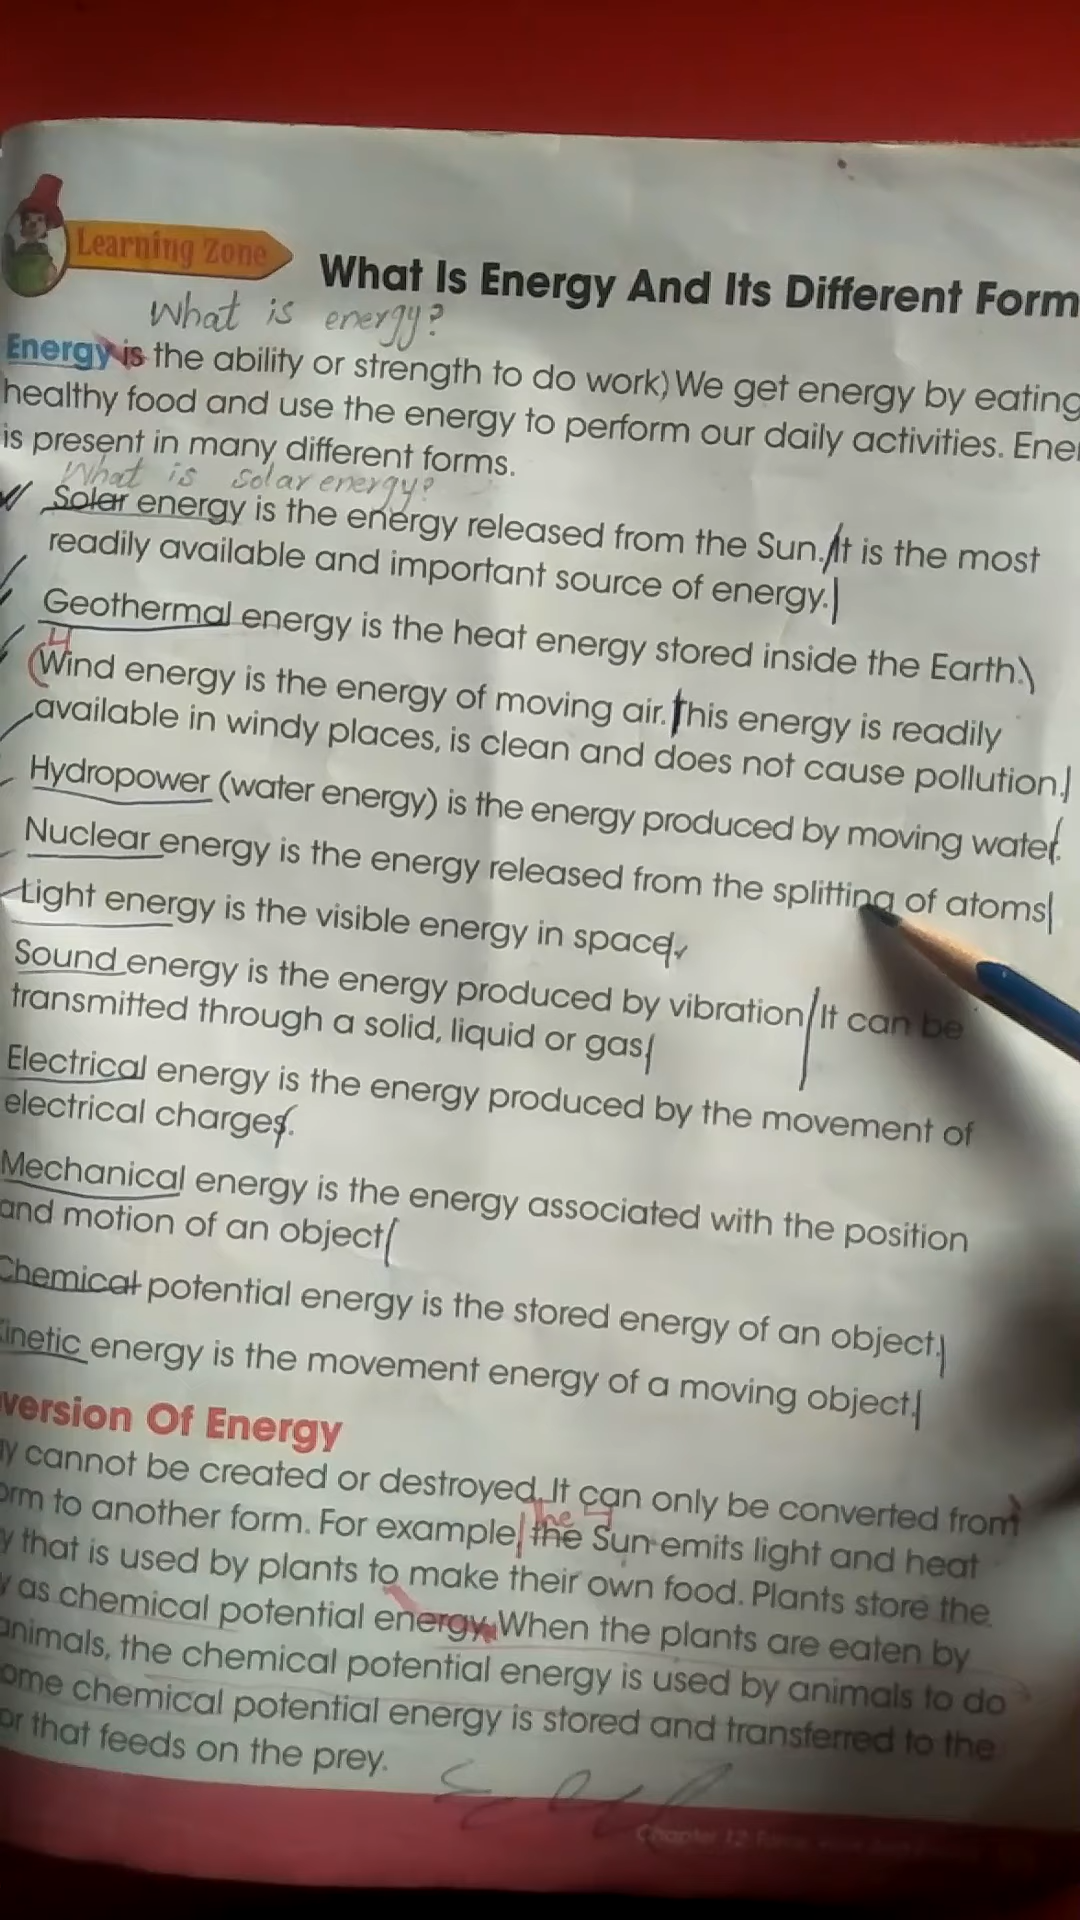 Learning Zone
What Is Energy And Its Different Form
What is energy?
Energy is the ability or strength to do work) We get energy by eating
healthy food and use the energy to perform our daily activities. Ene
is present in many different forms.
What is solar energy?
Solar energy is the energy released from the Sun. It is the most
readily available and important source of energy.
Geothermal energy is the heat energy stored inside the Earth.
(Wind energy is the energy of moving air. This energy is readily
available in windy places, is clean and does not cause pollution.
Hydropower (water energy) is the energy produced by moving water.
Nuclear energy is the energy released from the splitting of atoms
Light energy is the visible energy in space.
Sound energy is the energy produced by vibration It can be
transmitted through a solid, liquid or gas
Electrical energy is the energy produced by the movement of
electrical charges.
Mechanical energy is the energy associated with the position
and motion of an object
Chemical potential energy is the stored energy of an object.
inetic energy is the movement energy of a moving object.
version Of Energy
y cannot be created or destroyed. It can only be converted from
orm to another form. For example, the Sun emits light and heat
the
y that is used by plants to make their own food. Plants store the
y as chemical potential energy. When the plants are eaten by
animals, the chemical potential energy is used by animals to do
ome chemical potential energy is stored and transferred to the
or that feeds on the prey.
Chapter 12